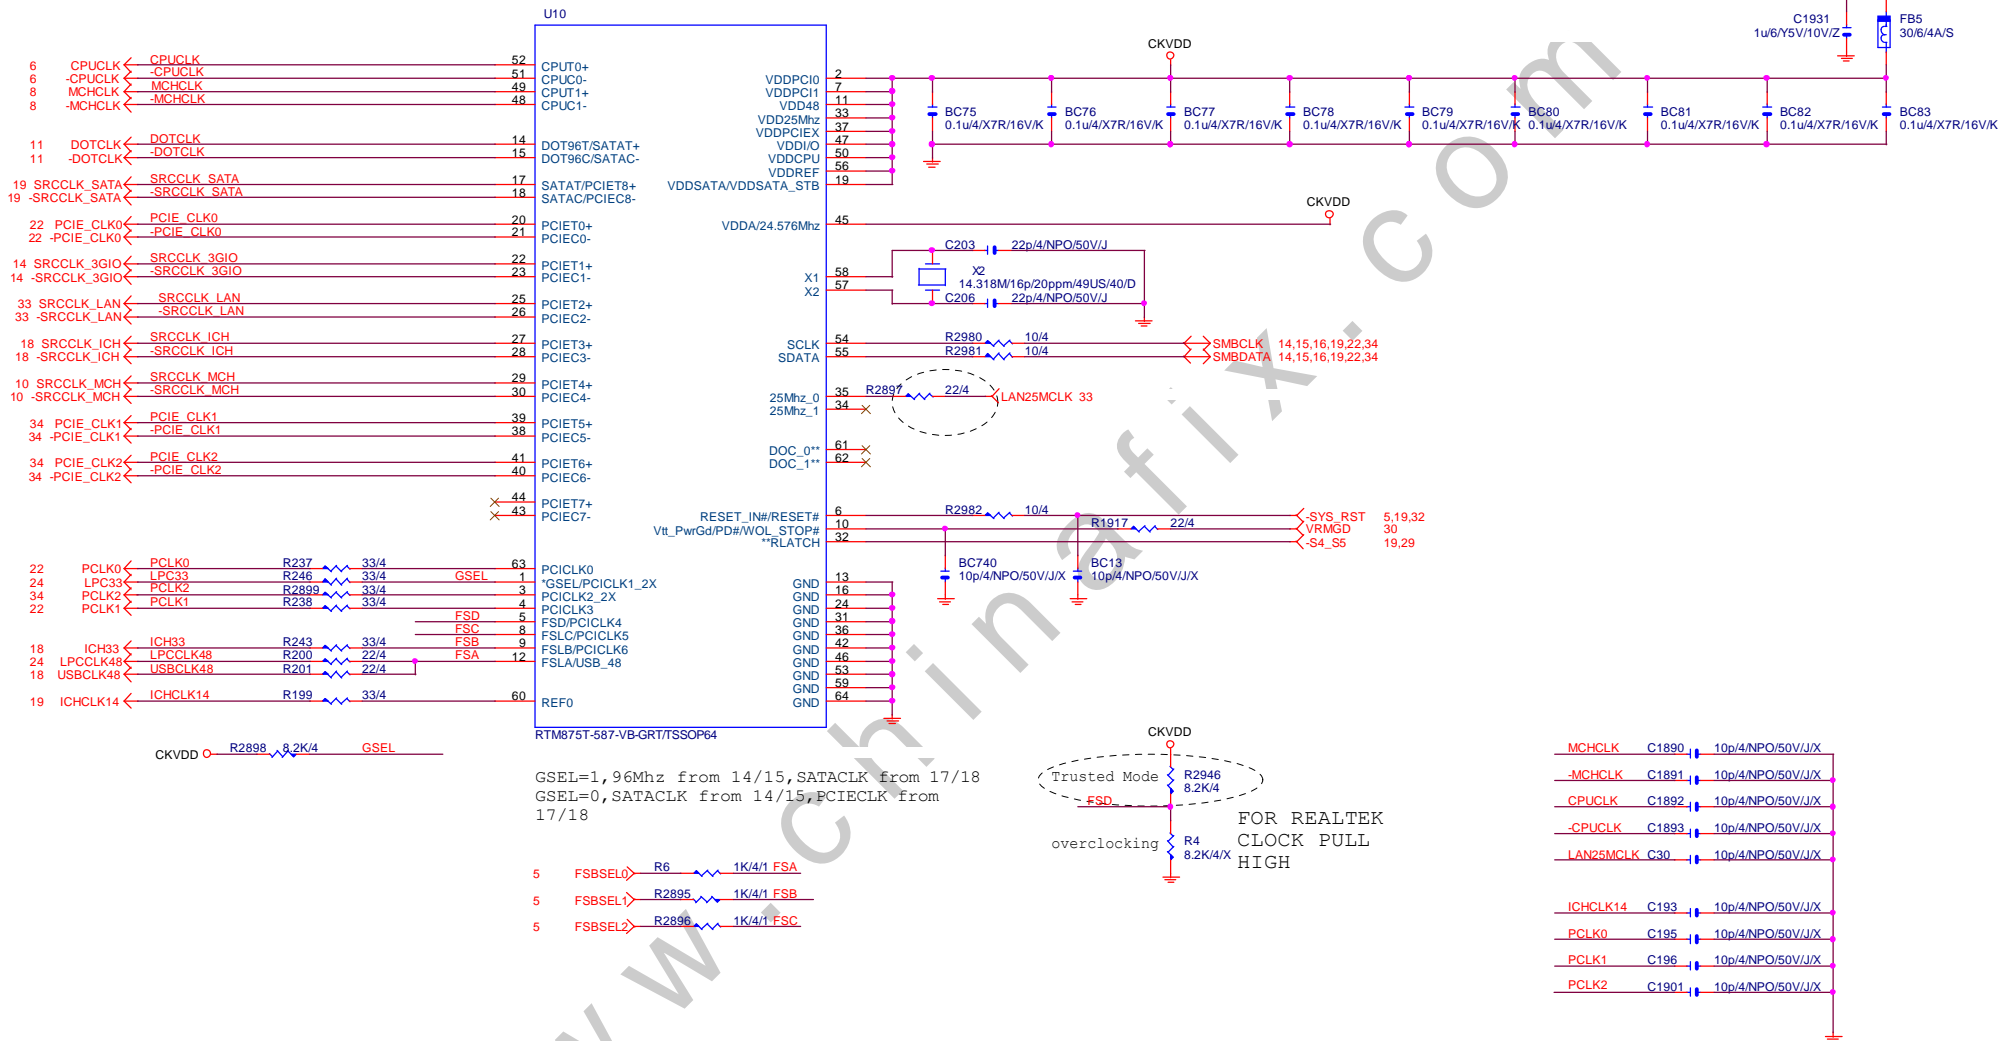 U10
6 CPUCLK CPUCLK 52 CPUT0+
6 -CPUCLK -CPUCLK 51 CPUC0-
8 MCHCLK MCHCLK 49 CPUT1+
8 -MCHCLK -MCHCLK 48 CPUC1-
11 DOTCLK DOTCLK 14 DOT96T/SATAT+
11 -DOTCLK -DOTCLK 15 DOT96C/SATAC-
19 SRCCLK_SATA SRCCLK_SATA 17 SATAT/PCIET8+
19 -SRCCLK_SATA -SRCCLK_SATA 18 SATAC/PCIEC8-
22 PCIE_CLK0 PCIE_CLK0 20 PCIET0+
22 -PCIE_CLK0 -PCIE_CLK0 21 PCIEC0-
14 SRCCLK_3GIO SRCCLK_3GIO 22 PCIET1+
14 -SRCCLK_3GIO -SRCCLK_3GIO 23 PCIEC1-
33 SRCCLK_LAN SRCCLK_LAN 25 PCIET2+
33 -SRCCLK_LAN -SRCCLK_LAN 26 PCIEC2-
18 SRCCLK_ICH SRCCLK_ICH 27 PCIET3+
18 -SRCCLK_ICH -SRCCLK_ICH 28 PCIEC3-
10 SRCCLK_MCH SRCCLK_MCH 29 PCIET4+
10 -SRCCLK_MCH -SRCCLK_MCH 30 PCIEC4-
34 PCIE_CLK1 PCIE_CLK1 39 PCIET5+
34 -PCIE_CLK1 -PCIE_CLK1 38 PCIEC5-
34 PCIE_CLK2 PCIE_CLK2 41 PCIET6+
34 -PCIE_CLK2 -PCIE_CLK2 40 PCIEC6-
44 PCIET7+
43 PCIEC7-
22 PCLK0 PCLK0 R237 33/4 63 PCICLK0
24 LPC33 LPC33 R246 33/4 GSEL 1 *GSEL/PCICLK1_2X
34 PCLK2 PCLK2 R2899 33/4 3 PCICLK2_2X
22 PCLK1 PCLK1 R238 33/4 4 PCICLK3
FSD 5 FSD/PCICLK4
FSC 8 FSLC/PCICLK5
18 ICH33 ICH33 R243 33/4 FSB 9 FSLB/PCICLK6
24 LPCCLK48 LPCCLK48 R200 22/4 FSA 12 FSLA/USB_48
18 USBCLK48 USBCLK48 R201 22/4
19 ICHCLK14 ICHCLK14 R199 33/4 60 REF0
RTM875T-587-VB-GRT/TSSOP64
CKVDD R2898 8.2K/4 GSEL
VDDPCI0 2
VDDPCI1 7
VDD48 11
VDD25Mhz 33
VDDPCIEX 37
VDDI/O 47
VDDCPU 50
VDDREF 56
VDDSATA/VDDSATA_STB 19
CKVDD
C1931
1u/6/Y5V/10V/Z
FB5
30/6/4A/S
BC75
0.1u/4/X7R/16V/K
BC76
0.1u/4/X7R/16V/K
BC77
0.1u/4/X7R/16V/K
BC78
0.1u/4/X7R/16V/K
BC79
0.1u/4/X7R/16V/K
BC80
0.1u/4/X7R/16V/K
BC81
0.1u/4/X7R/16V/K
BC82
0.1u/4/X7R/16V/K
BC83
0.1u/4/X7R/16V/K
VDDA/24.576Mhz 45 CKVDD
C203 22p/4/NPO/50V/J
X1 58
X2 57
X2
14.318M/16p/20ppm/49US/40/D
C206 22p/4/NPO/50V/J
SCLK 54 R2980 10/4 SMBCLK 14,15,16,19,22,34
SDATA 55 R2981 10/4 SMBDATA 14,15,16,19,22,34
25Mhz_0 35 R2897 22/4 LAN25MCLK 33
25Mhz_1 34
DOC_0** 61
DOC_1** 62
RESET_IN#/RESET# 6 R2982 10/4 -SYS_RST 5,19,32
Vtt_PwrGd/PD#/WOL_STOP# 10 R1917 22/4 VRMGD 30
**RLATCH 32 -S4_S5 19,29
BC740
10p/4/NPO/50V/J/X
BC13
10p/4/NPO/50V/J/X
GND 13
GND 16
GND 24
GND 31
GND 36
GND 42
GND 46
GND 53
GND 59
GND 64
GSEL=1,96Mhz from 14/15,SATACLK from 17/18
GSEL=0,SATACLK from 14/15,PCIECLK from
17/18
5 FSBSEL0 R6 1K/4/1 FSA
5 FSBSEL1 R2895 1K/4/1 FSB
5 FSBSEL2 R2896 1K/4/1 FSC
CKVDD
Trusted Mode R2946
8.2K/4
FSD
overclocking R4
8.2K/4/X
FOR REALTEK
CLOCK PULL
HIGH
MCHCLK C1890 10p/4/NPO/50V/J/X
-MCHCLK C1891 10p/4/NPO/50V/J/X
CPUCLK C1892 10p/4/NPO/50V/J/X
-CPUCLK C1893 10p/4/NPO/50V/J/X
LAN25MCLK C30 10p/4/NPO/50V/J/X
ICHCLK14 C193 10p/4/NPO/50V/J/X
PCLK0 C195 10p/4/NPO/50V/J/X
PCLK1 C196 10p/4/NPO/50V/J/X
PCLK2 C1901 10p/4/NPO/50V/J/X
w.chinafix.com